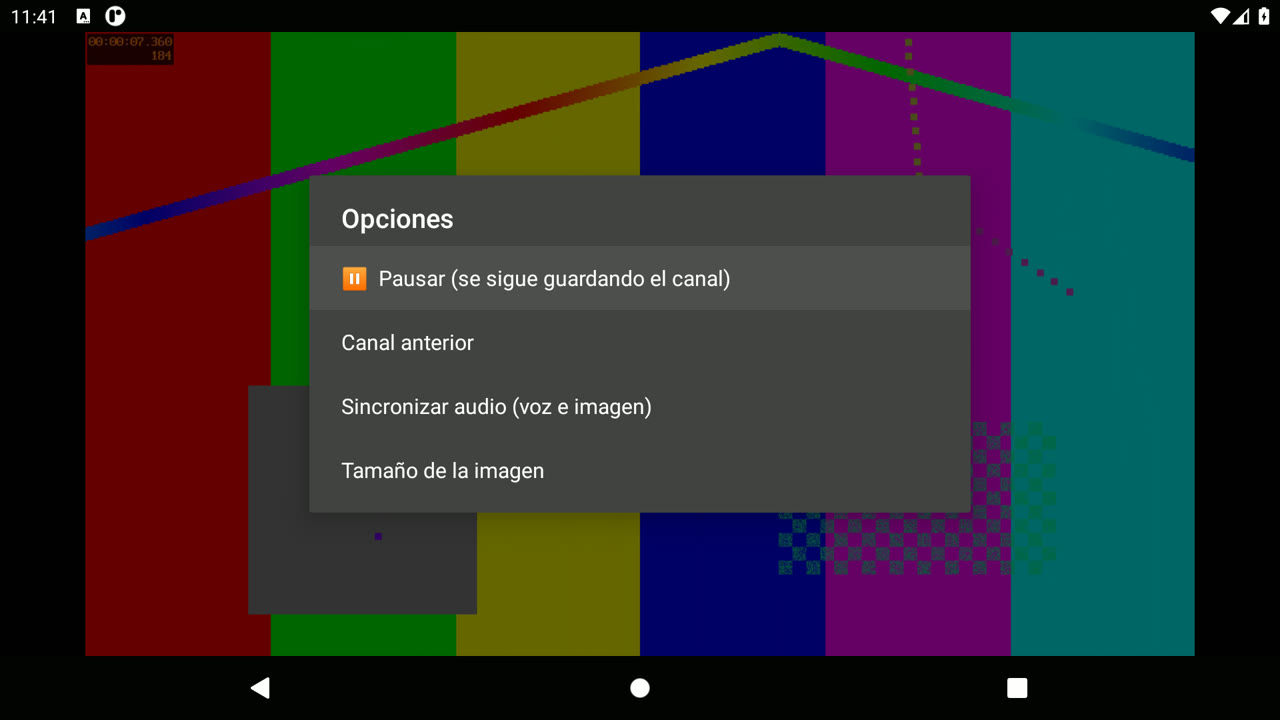 11:41
00:00:07.360
184
Opciones
Pausar (se sigue guardando el canal)
Canal anterior
Sincronizar audio (voz e imagen)
Tamaño de la imagen